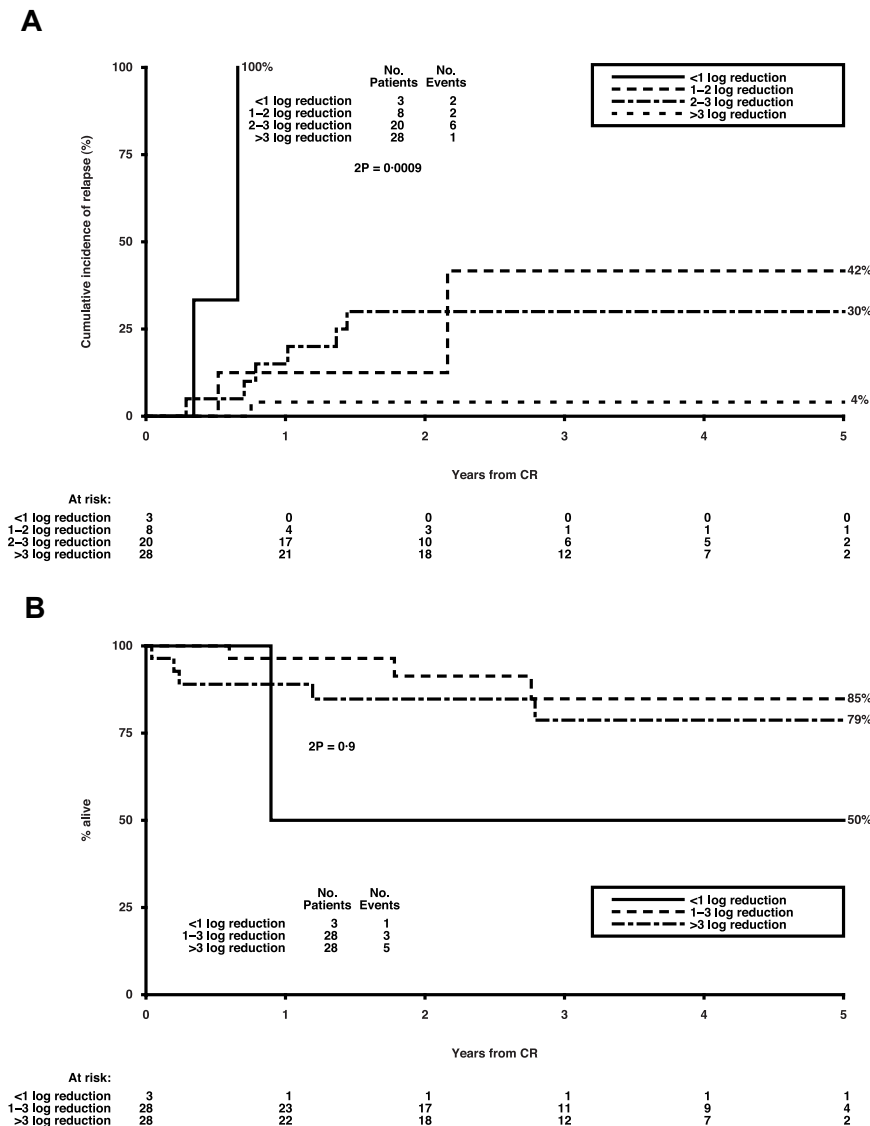 A
100
75
50
25
0
Cumulative incidence of relapse (%)
100%
No. No.
Patients Events
<1 log reduction 3 2
1–2 log reduction 8 2
2–3 log reduction 20 6
>3 log reduction 28 1
2P = 0·0009
<1 log reduction
1–2 log reduction
2–3 log reduction
>3 log reduction
42%
30%
4%
0 1 2 3 4 5
Years from CR
At risk:
<1 log reduction 3 0 0 0 0 0
1–2 log reduction 8 4 3 1 1 1
2–3 log reduction 20 17 10 6 5 2
>3 log reduction 28 21 18 12 7 2
B
100
75
50
25
0
% alive
85%
79%
2P = 0·9
50%
No. No.
Patients Events
<1 log reduction 3 1
1–3 log reduction 28 3
>3 log reduction 28 5
<1 log reduction
1–3 log reduction
>3 log reduction
0 1 2 3 4 5
Years from CR
At risk:
<1 log reduction 3 1 1 1 1 1
1–3 log reduction 28 23 17 11 9 4
>3 log reduction 28 22 18 12 7 2